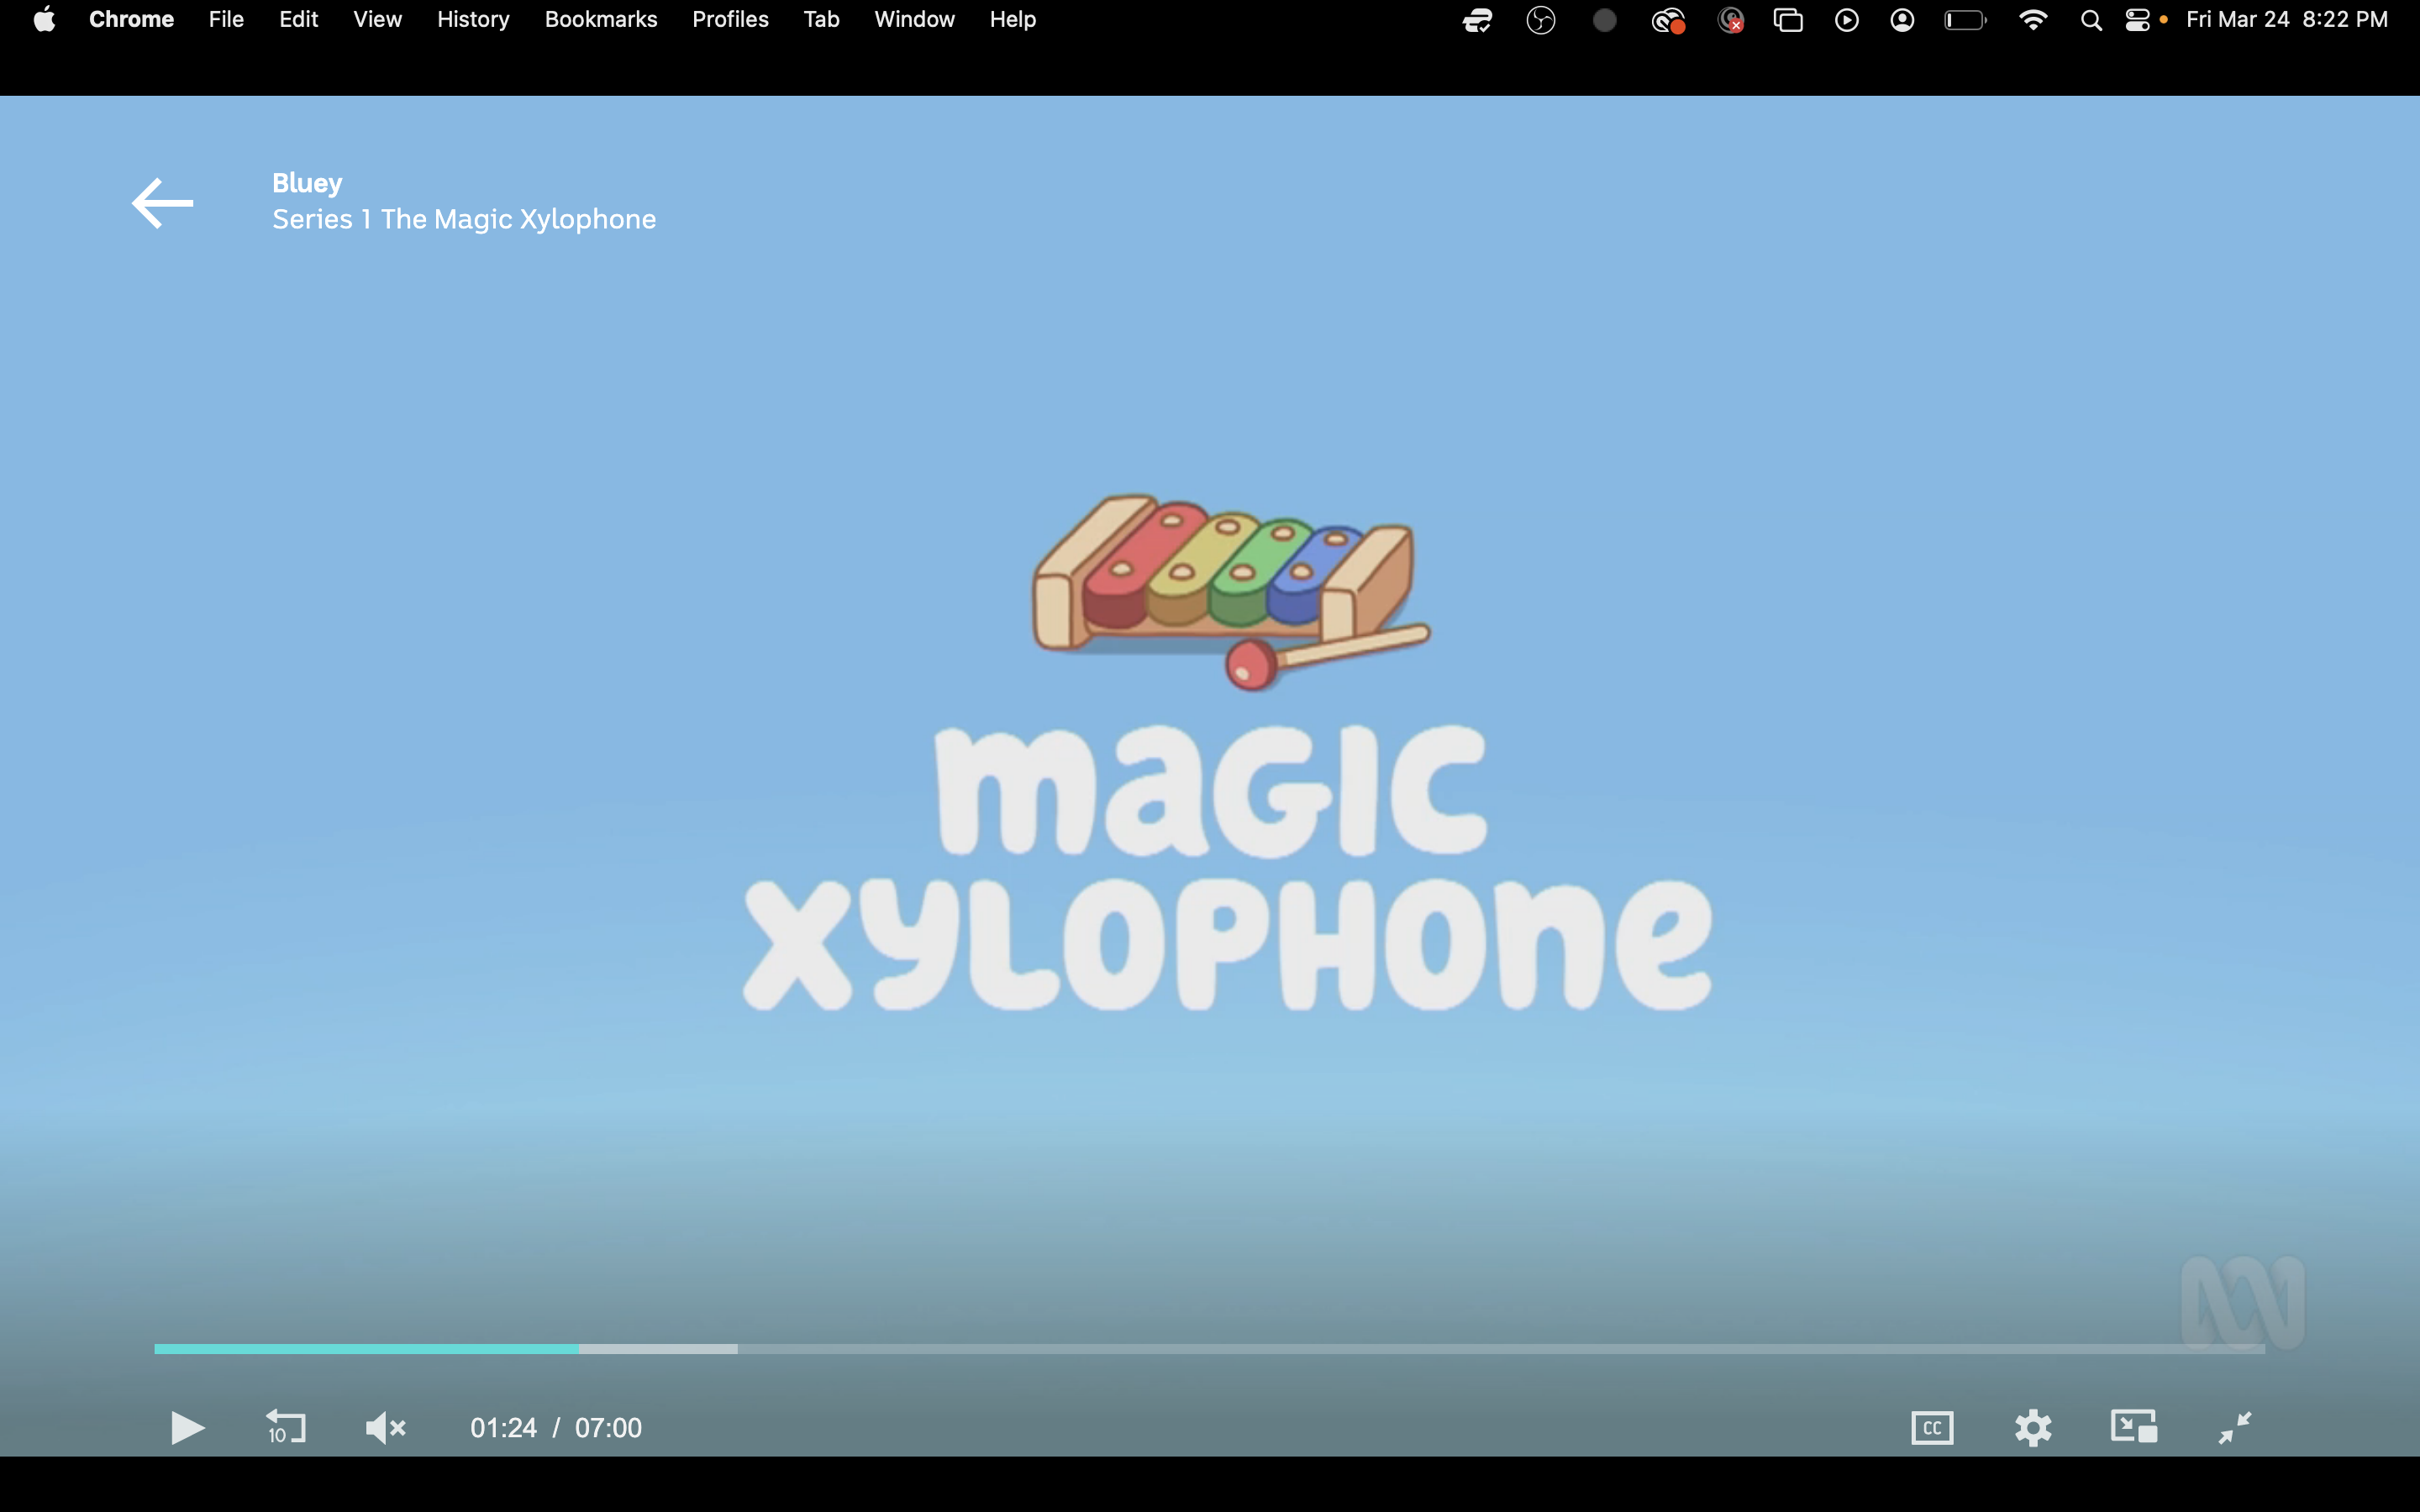 Chrome File Edit View History Bookmarks Profiles Tab Window Help Fri Mar 24 8:22 PM
Bluey
Series 1 The Magic Xylophone
maGIC
XYLOPHOne
10
01:24 / 07:00
CC